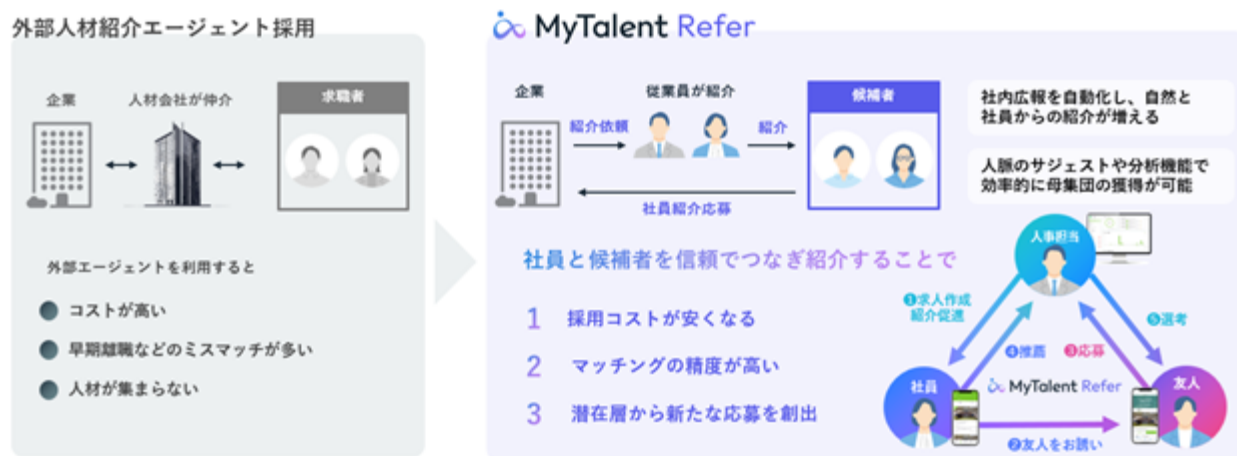 外部人材紹介エージェント採用
企業
人材会社が仲介
求職者
外部エージェントを利用すると
コストが高い
早期離職などのミスマッチが多い
人材が集まらない
MyTalent Refer
企業
従業員が紹介
候補者
紹介依頼
紹介
社員紹介応募
社内広報を自動化し、自然と
社員からの紹介が増える
人脈のサジェストや分析機能で
効率的に母集団の獲得が可能
社員と候補者を信頼でつなぎ紹介することで
1 採用コストが安くなる
2 マッチングの精度が高い
3 潜在層から新たな応募を創出
人事担当
❶求人作成
紹介促進
❺選考
❹推薦
❸応募
社員
MyTalent Refer
友人
❷友人をお誘い